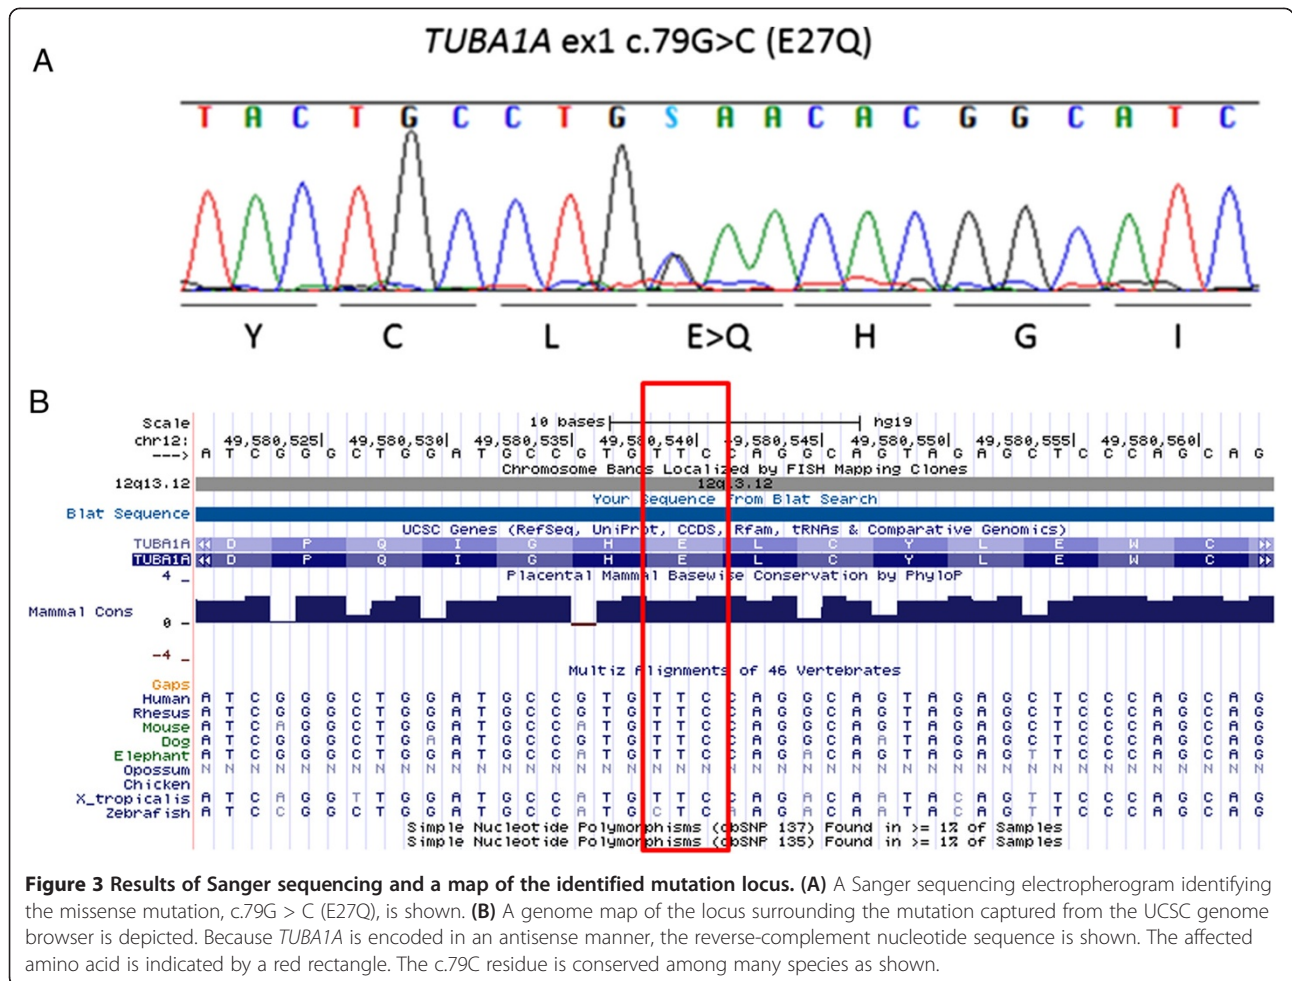 TUBA1A ex1 c.79G>C (E27Q)
A
T A C T G C C T G S A A C A C G G C A T C
Y C L E>Q H G I
B
Scale 10 bases hg19
chr12: 49,580,525| 49,580,530| 49,580,535| 49,580,540| 49,580,545| 49,580,550| 49,580,555| 49,580,560|
---> A T C G G G C T G G A T G C C G T G T T C C A G G C A G T A G A G C T C C C A G C A G
Chromosome Bands Localized by FISH Mapping Clones
12q13.12 12q13.12
Your Sequence from Blat Search
Blat Sequence
UCSC Genes (RefSeq, UniProt, CCDS, Rfam, tRNAs & Comparative Genomics)
TUBA1A D P Q I G H E L C Y L E W C
TUBA1A D P Q I G H E L C Y L E W C
4 _ Placental Mammal Basewise Conservation by PhyloP
Mammal Cons
0 -
-4 _
Multiz Alignments of 46 Vertebrates
Gaps
Human A T C G G G C T G G A T G C C G T G T T C C A G G C A G T A G A G C T C C C A G C A G
Rhesus A T C G G G C T G G A T G C C G T G T T C C A G G C A G T A G A G C T C C C A G C A G
Mouse A T C A G G C T G G A T G C C A T G T T C C A G G C A G T A G A G C T C C C A G C A G
Dog A T C G G G C T G A A T G C C G T G T T C C A G G C A A T A G A G C T C C C A G C A G
Elephant A T C G G G C T G G A T G C C A T G T T C C A G A C A G T A G A G T T C C C A G C A G
Opossum N N N N N N N N N N N N N N N N N N N N N N N N N N N N N N N N N N N N N N N N N N N
Chicken
X_tropicalis A T C A G G T T G G A T G C C A T G T T C C A G A C A A T A C A G T T C C C A G C A G
Zebrafish A T C C G G C T G G A T G C C A T G C T C A A G A C A A T A C A G T T C C C A G C A G
Simple Nucleotide Polymorphisms (dbSNP 137) Found in >= 1% of Samples
Simple Nucleotide Polymorphisms (dbSNP 135) Found in >= 1% of Samples
Figure 3 Results of Sanger sequencing and a map of the identified mutation locus. (A) A Sanger sequencing electropherogram identifying
the missense mutation, c.79G > C (E27Q), is shown. (B) A genome map of the locus surrounding the mutation captured from the UCSC genome
browser is depicted. Because TUBA1A is encoded in an antisense manner, the reverse-complement nucleotide sequence is shown. The affected
amino acid is indicated by a red rectangle. The c.79C residue is conserved among many species as shown.